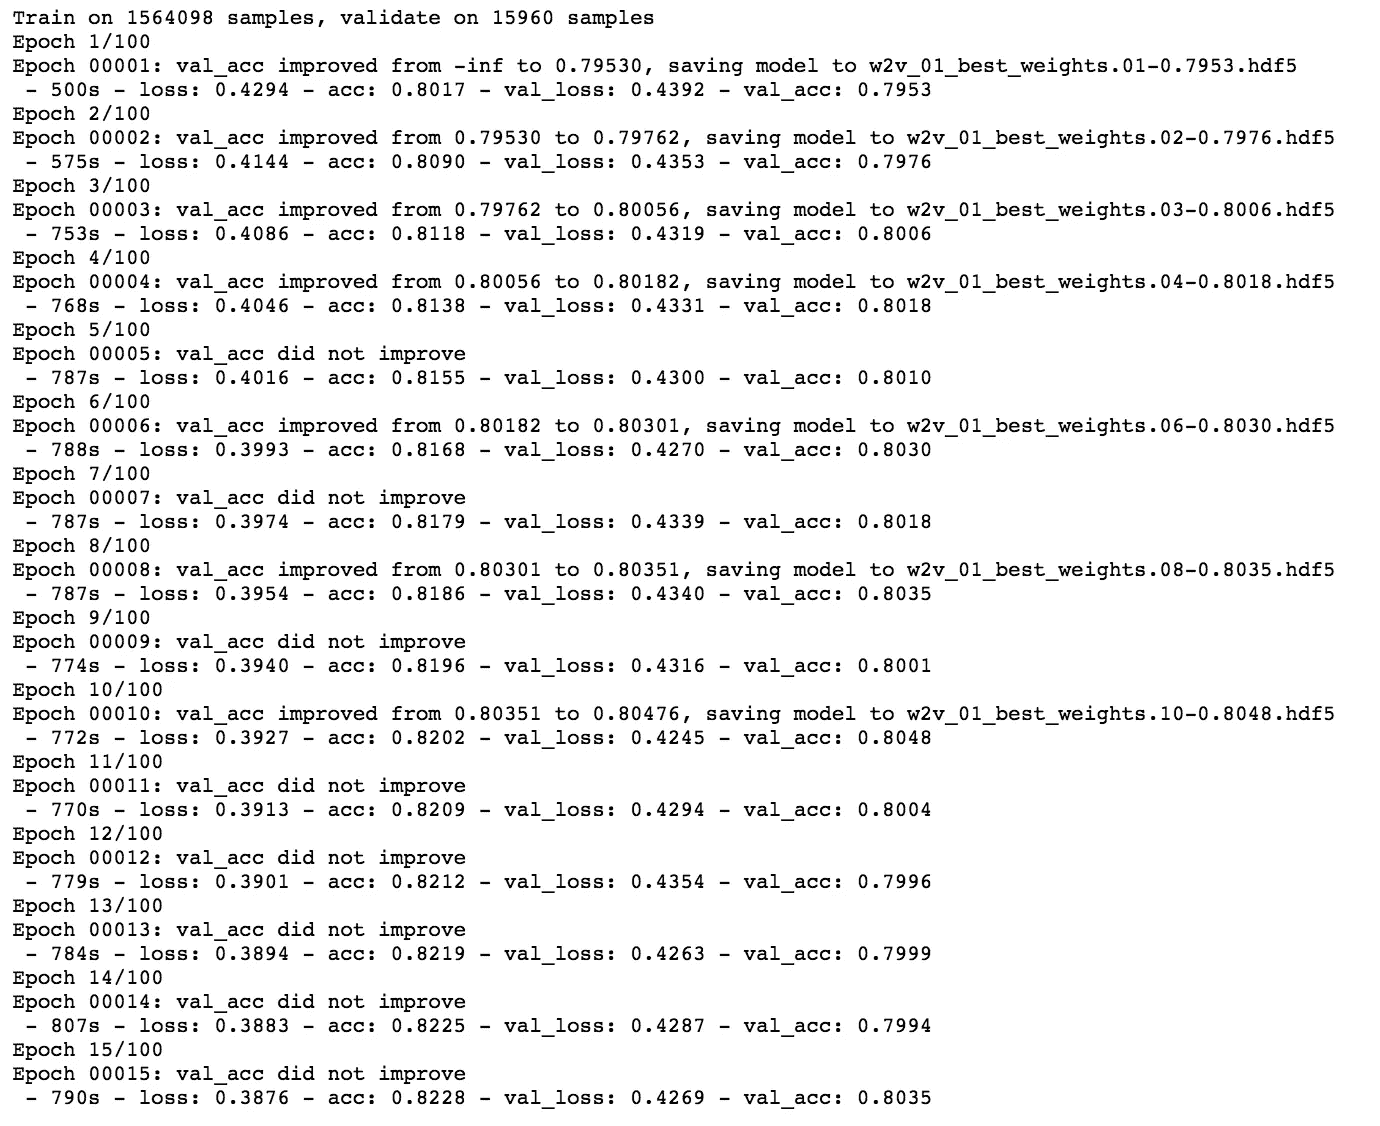 Train on 1564098 samples, validate on 15960 samples
Epoch 1/100
Epoch 00001: val_acc improved from -inf to 0.79530, saving model to w2v_01_best_weights.01-0.7953.hdf5
 - 500s - loss: 0.4294 - acc: 0.8017 - val_loss: 0.4392 - val_acc: 0.7953
Epoch 2/100
Epoch 00002: val_acc improved from 0.79530 to 0.79762, saving model to w2v_01_best_weights.02-0.7976.hdf5
 - 575s - loss: 0.4144 - acc: 0.8090 - val_loss: 0.4353 - val_acc: 0.7976
Epoch 3/100
Epoch 00003: val_acc improved from 0.79762 to 0.80056, saving model to w2v_01_best_weights.03-0.8006.hdf5
 - 753s - loss: 0.4086 - acc: 0.8118 - val_loss: 0.4319 - val_acc: 0.8006
Epoch 4/100
Epoch 00004: val_acc improved from 0.80056 to 0.80182, saving model to w2v_01_best_weights.04-0.8018.hdf5
 - 768s - loss: 0.4046 - acc: 0.8138 - val_loss: 0.4331 - val_acc: 0.8018
Epoch 5/100
Epoch 00005: val_acc did not improve
 - 787s - loss: 0.4016 - acc: 0.8155 - val_loss: 0.4300 - val_acc: 0.8010
Epoch 6/100
Epoch 00006: val_acc improved from 0.80182 to 0.80301, saving model to w2v_01_best_weights.06-0.8030.hdf5
 - 788s - loss: 0.3993 - acc: 0.8168 - val_loss: 0.4270 - val_acc: 0.8030
Epoch 7/100
Epoch 00007: val_acc did not improve
 - 787s - loss: 0.3974 - acc: 0.8179 - val_loss: 0.4339 - val_acc: 0.8018
Epoch 8/100
Epoch 00008: val_acc improved from 0.80301 to 0.80351, saving model to w2v_01_best_weights.08-0.8035.hdf5
 - 787s - loss: 0.3954 - acc: 0.8186 - val_loss: 0.4340 - val_acc: 0.8035
Epoch 9/100
Epoch 00009: val_acc did not improve
 - 774s - loss: 0.3940 - acc: 0.8196 - val_loss: 0.4316 - val_acc: 0.8001
Epoch 10/100
Epoch 00010: val_acc improved from 0.80351 to 0.80476, saving model to w2v_01_best_weights.10-0.8048.hdf5
 - 772s - loss: 0.3927 - acc: 0.8202 - val_loss: 0.4245 - val_acc: 0.8048
Epoch 11/100
Epoch 00011: val_acc did not improve
 - 770s - loss: 0.3913 - acc: 0.8209 - val_loss: 0.4294 - val_acc: 0.8004
Epoch 12/100
Epoch 00012: val_acc did not improve
 - 779s - loss: 0.3901 - acc: 0.8212 - val_loss: 0.4354 - val_acc: 0.7996
Epoch 13/100
Epoch 00013: val_acc did not improve
 - 784s - loss: 0.3894 - acc: 0.8219 - val_loss: 0.4263 - val_acc: 0.7999
Epoch 14/100
Epoch 00014: val_acc did not improve
 - 807s - loss: 0.3883 - acc: 0.8225 - val_loss: 0.4287 - val_acc: 0.7994
Epoch 15/100
Epoch 00015: val_acc did not improve
 - 790s - loss: 0.3876 - acc: 0.8228 - val_loss: 0.4269 - val_acc: 0.8035